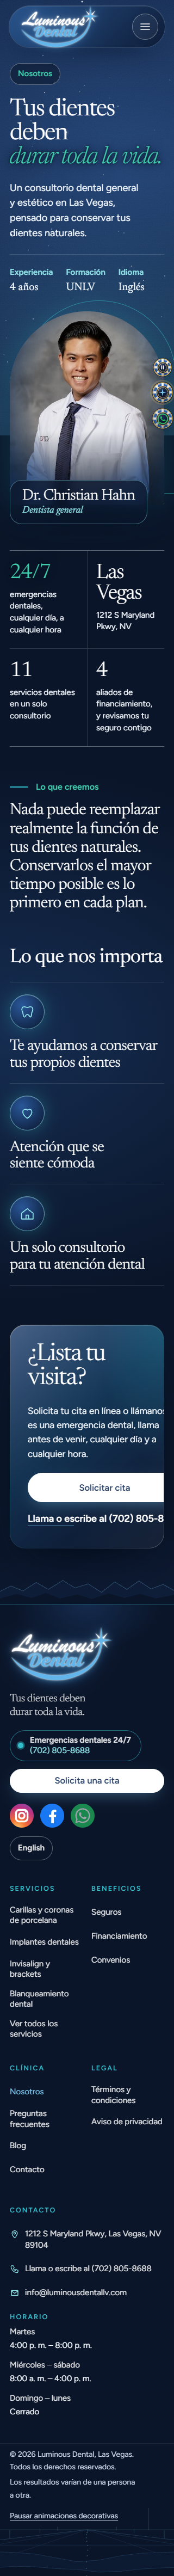 Luminous
Dental
Nosotros
Tus dientes
deben
durar toda la vida.
Un consultorio dental general
y estético en Las Vegas,
pensado para conservar tus
dientes naturales.
Experiencia
4 años
Formación
UNLV
Idioma
Inglés
Dr. Christian Hahn
Dentista general
24/7
emergencias
dentales,
cualquier día, a
cualquier hora
Las
Vegas
1212 S Maryland
Pkwy, NV
11
servicios dentales
en un solo
consultorio
4
aliados de
financiamiento,
y revisamos tu
seguro contigo
Lo que creemos
Nada puede reemplazar
realmente la función de
tus dientes naturales.
Conservarlos el mayor
tiempo posible es lo
primero en cada plan.
Lo que nos importa
Te ayudamos a conservar
tus propios dientes
Atención que se
siente cómoda
Un solo consultorio
para tu atención dental
¿Lista tu
visita?
Solicita tu cita en línea o llámanos
es una emergencia dental, llama
antes de venir, cualquier día y a
cualquier hora.
Solicitar cita
Llama o escribe al (702) 805-8
Luminous
Dental
Tus dientes deben
durar toda la vida.
Emergencias dentales 24/7
(702) 805-8688
Solicita una cita
English
SERVICIOS
Carillas y coronas
de porcelana
Implantes dentales
Invisalign y
brackets
Blanqueamiento
dental
Ver todos los
servicios
BENEFICIOS
Seguros
Financiamiento
Convenios
CLÍNICA
Nosotros
Preguntas
frecuentes
Blog
Contacto
LEGAL
Términos y
condiciones
Aviso de privacidad
CONTACTO
1212 S Maryland Pkwy, Las Vegas, NV
89104
Llama o escribe al (702) 805-8688
info@luminousdentallv.com
HORARIO
Martes
4:00 p. m. – 8:00 p. m.
Miércoles – sábado
8:00 a. m. – 4:00 p. m.
Domingo – lunes
Cerrado
© 2026 Luminous Dental, Las Vegas.
Todos los derechos reservados.
Los resultados varían de una persona
a otra.
Pausar animaciones decorativas